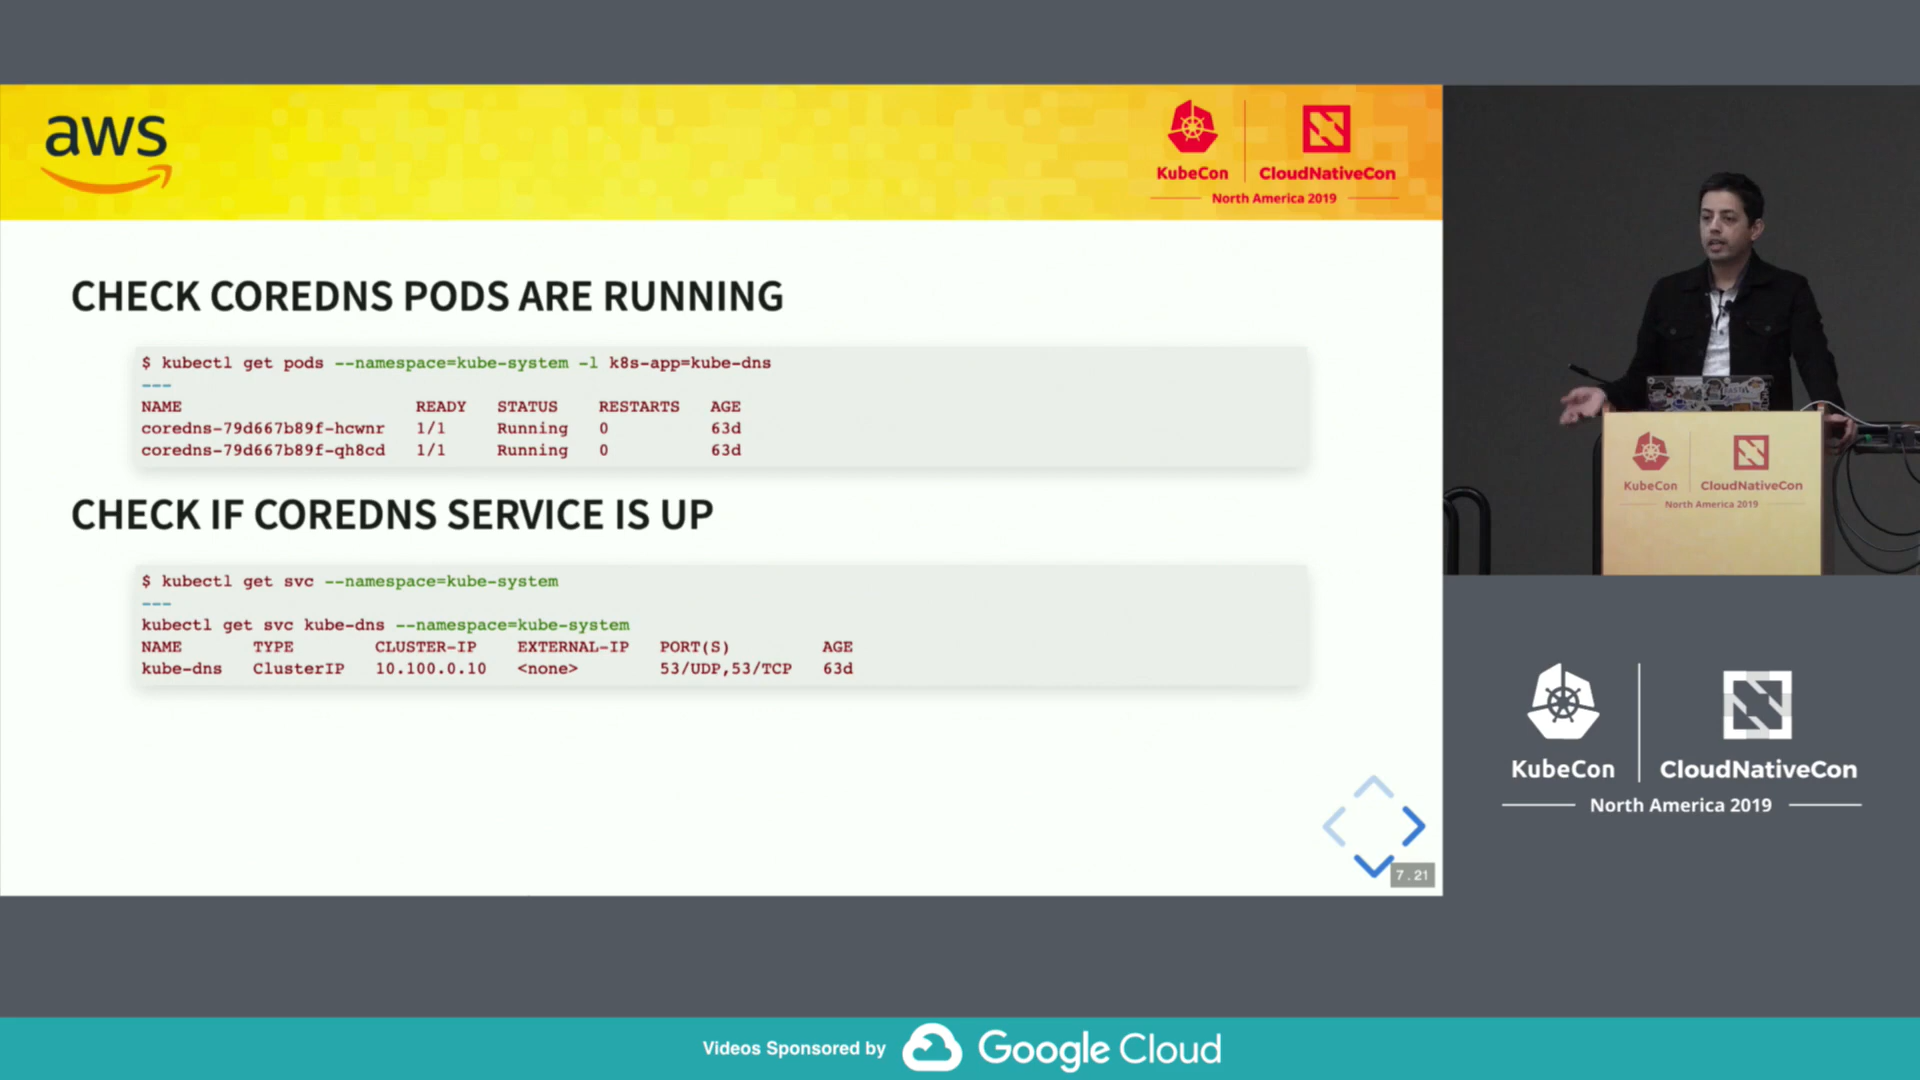 aws
KubeCon
CloudNativeCon
North America 2019
CHECK COREDNS PODS ARE RUNNING
$ kubectl get pods --namespace=kube-system -l k8s-app=kube-dns
---
NAME READY STATUS RESTARTS AGE
coredns-79d667b89f-hcwnr 1/1 Running 0 63d
coredns-79d667b89f-qh8cd 1/1 Running 0 63d
CHECK IF COREDNS SERVICE IS UP
$ kubectl get svc --namespace=kube-system
---
kubectl get svc kube-dns --namespace=kube-system
NAME TYPE CLUSTER-IP EXTERNAL-IP PORT(S) AGE
kube-dns ClusterIP 10.100.0.10 <none> 53/UDP,53/TCP 63d
7.21
KubeCon
CloudNativeCon
North America 2019
KubeCon
CloudNativeCon
North America 2019
Videos Sponsored by Google Cloud